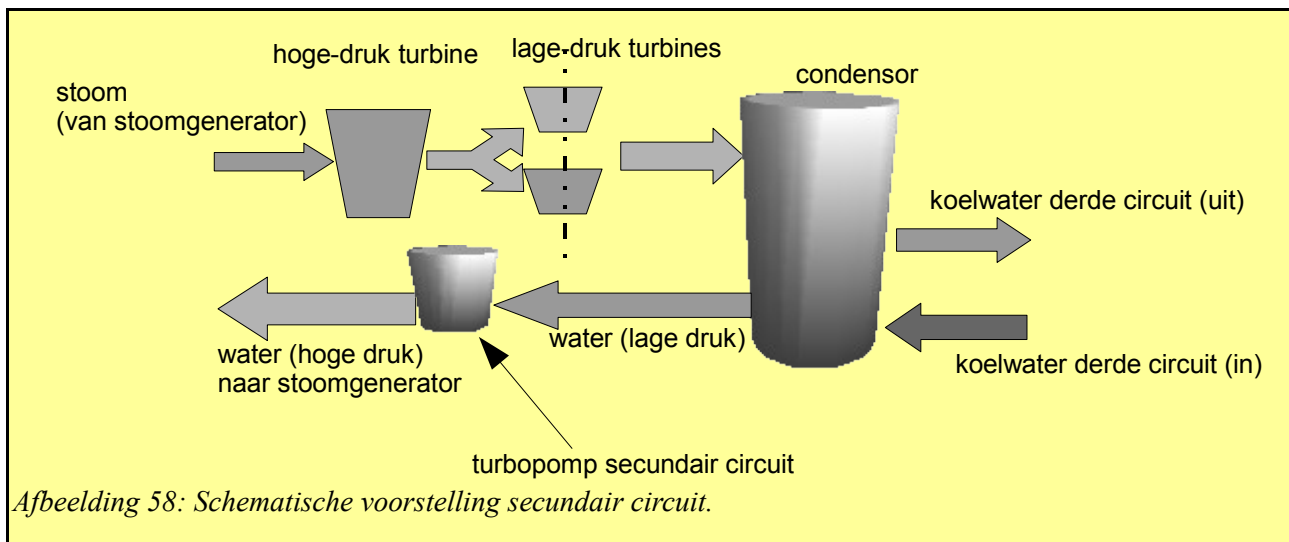 hoge-druk turbine
lage-druk turbines
condensor
stoom
(van stoomgenerator)
koelwater derde circuit (uit)
water (hoge druk)
naar stoomgenerator
water (lage druk)
koelwater derde circuit (in)
turbopomp secundair circuit
Afbeelding 58: Schematische voorstelling secundair circuit.